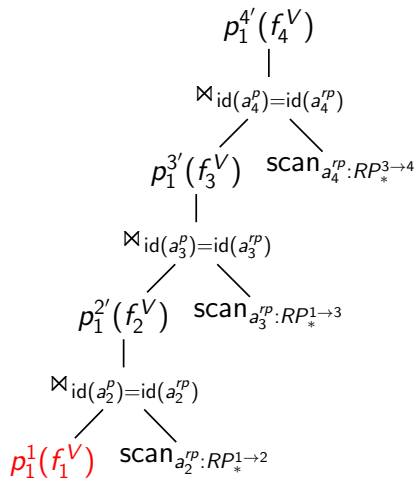 p_1^{4'}(f_4^V)
⋈_{id(a_4^p)=id(a_4^{rp})}
p_1^{3'}(f_3^V) scan_{a_4^{rp}:RP_*^{3→4}}
⋈_{id(a_3^p)=id(a_3^{rp})}
p_1^{2'}(f_2^V) scan_{a_3^{rp}:RP_*^{1→3}}
⋈_{id(a_2^p)=id(a_2^{rp})}
p_1^1(f_1^V) scan_{a_2^{rp}:RP_*^{1→2}}